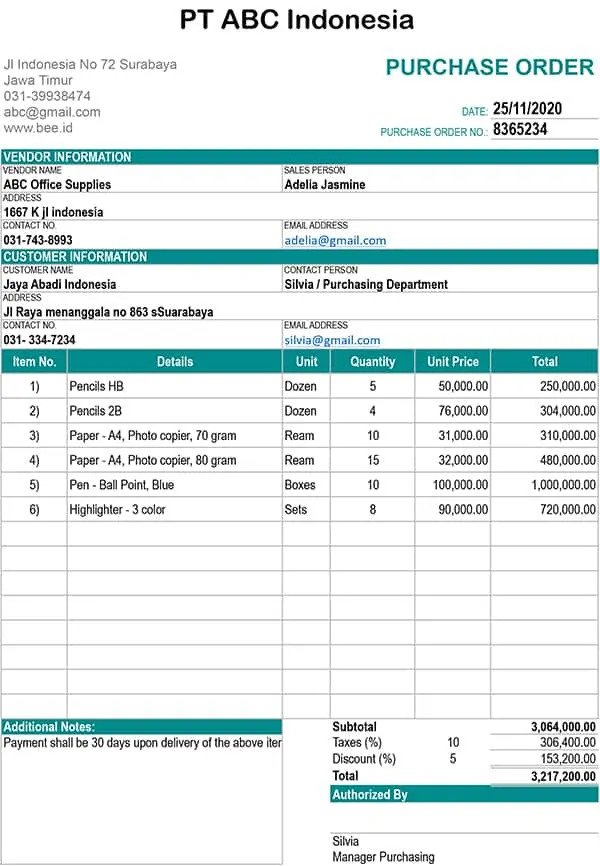 PT ABC Indonesia
Jl Indonesia No 72 Surabaya
Jawa Timur
031-39938474
abc@gmail.com
www.bee.id
PURCHASE ORDER
DATE: 25/11/2020
PURCHASE ORDER NO.: 8365234
VENDOR INFORMATION
VENDOR NAME SALES PERSON
ABC Office Supplies Adelia Jasmine
ADDRESS
1667 K jl indonesia
CONTACT NO. EMAIL ADDRESS
031-743-8993 adelia@gmail.com
CUSTOMER INFORMATION
CUSTOMER NAME CONTACT PERSON
Jaya Abadi Indonesia Silvia / Purchasing Department
ADDRESS
Jl Raya menanggala no 863 sSuarabaya
CONTACT NO. EMAIL ADDRESS
031- 334-7234 silvia@gmail.com
Item No. Details Unit Quantity Unit Price Total
1) Pencils HB Dozen 5 50,000.00 250,000.00
2) Pencils 2B Dozen 4 76,000.00 304,000.00
3) Paper - A4, Photo copier, 70 gram Ream 10 31,000.00 310,000.00
4) Paper - A4, Photo copier, 80 gram Ream 15 32,000.00 480,000.00
5) Pen - Ball Point, Blue Boxes 10 100,000.00 1,000,000.00
6) Highlighter - 3 color Sets 8 90,000.00 720,000.00
Additional Notes:
Payment shall be 30 days upon delivery of the above iter
Subtotal 3,064,000.00
Taxes (%) 10 306,400.00
Discount (%) 5 153,200.00
Total 3,217,200.00
Authorized By
Silvia
Manager Purchasing